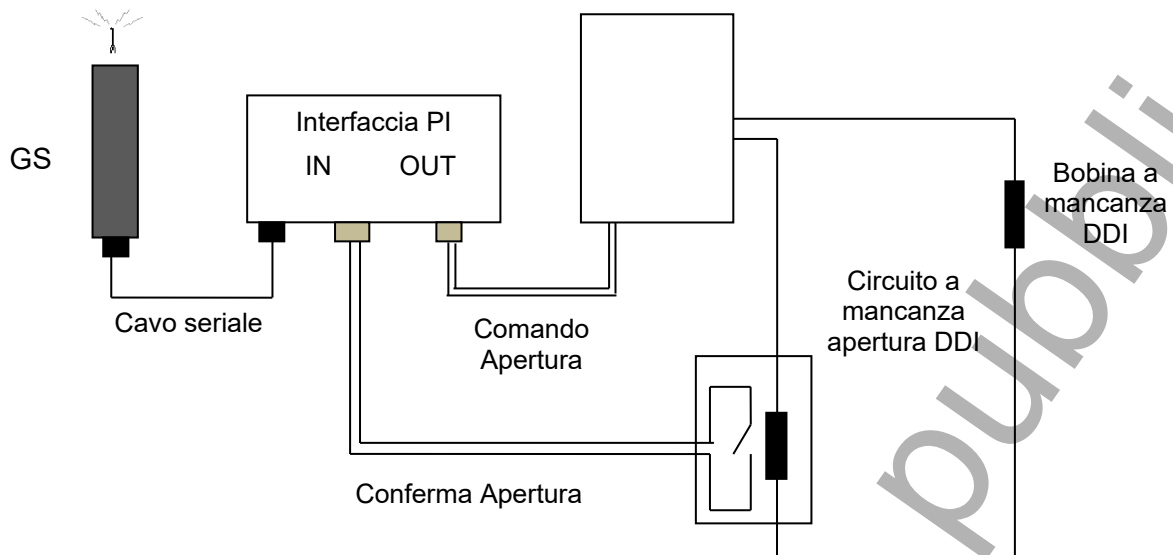 GS
Interfaccia PI
IN OUT
Cavo seriale
Comando
Apertura
Conferma Apertura
Circuito a
mancanza
apertura DDI
Bobina a
mancanza
DDI